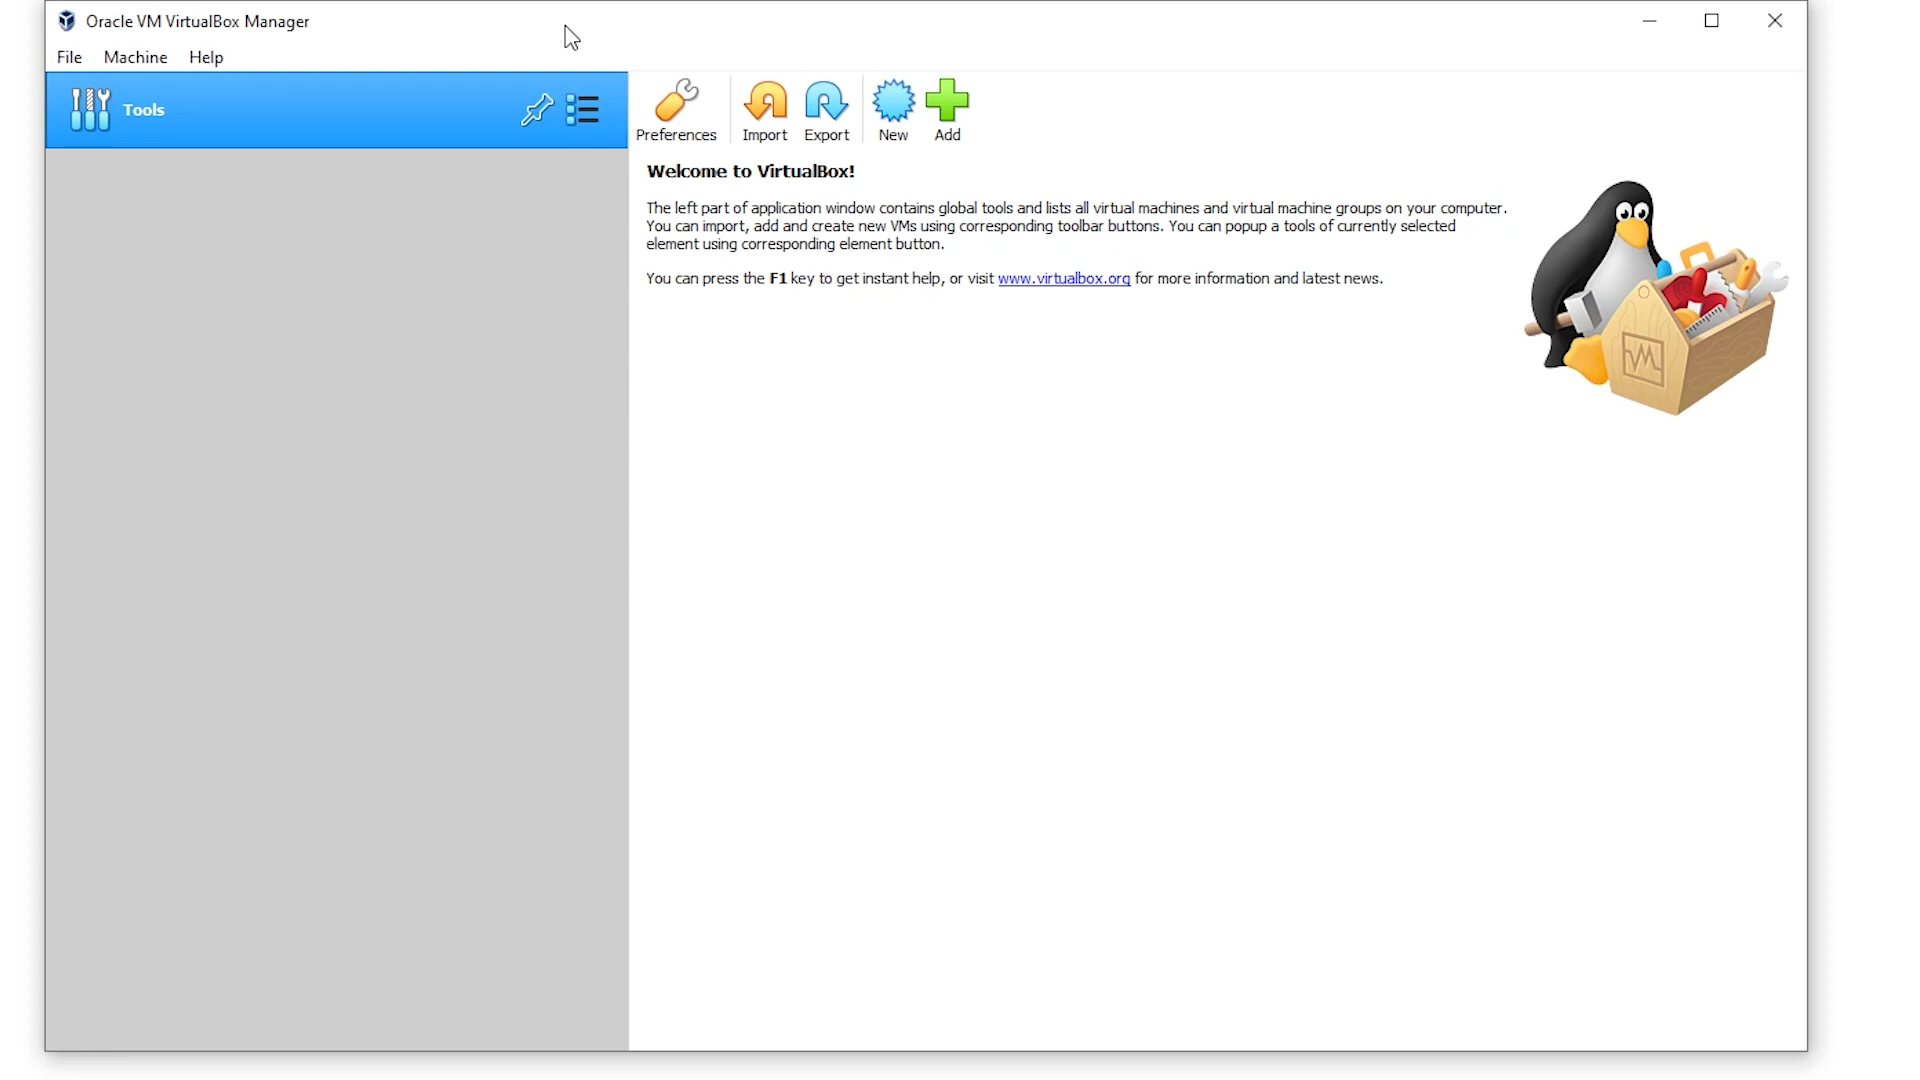 Oracle VM VirtualBox Manager
File Machine Help
Tools
Preferences Import Export New Add
Welcome to VirtualBox!
The left part of application window contains global tools and lists all virtual machines and virtual machine groups on your computer.
You can import, add and create new VMs using corresponding toolbar buttons. You can popup a tools of currently selected
element using corresponding element button.
You can press the F1 key to get instant help, or visit www.virtualbox.org for more information and latest news.